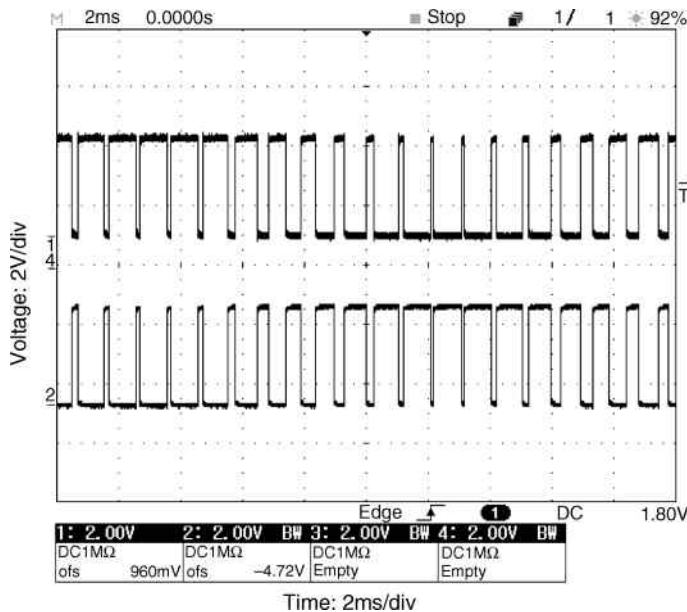 M 2ms 0.0000s Stop 1/ 1 92%
T
1
4
2
Voltage: 2V/div
Edge 1 DC 1.80V
1: 2.00V 2: 2.00V BW 3: 2.00V BW 4: 2.00V BW
DC1MΩ DC1MΩ DC1MΩ DC1MΩ
ofs 960mV ofs −4.72V Empty Empty
Time: 2ms/div